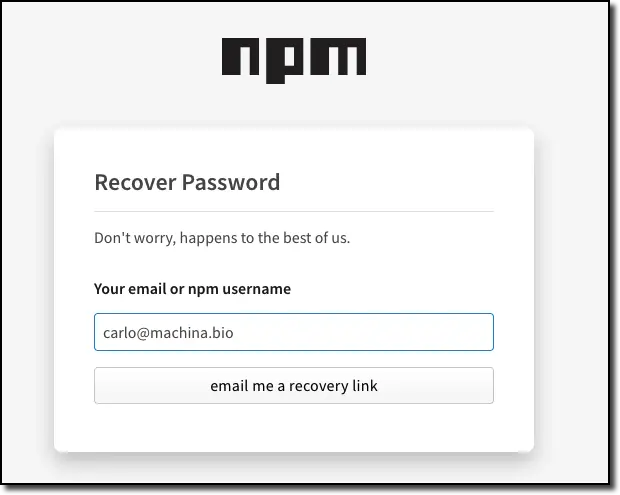 npm
Recover Password
Don't worry, happens to the best of us.
Your email or npm username
carlo@machina.bio
email me a recovery link